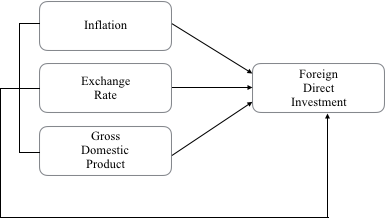 Inflation
Exchange
Rate
Gross
Domestic
Product
Foreign
Direct
Investment